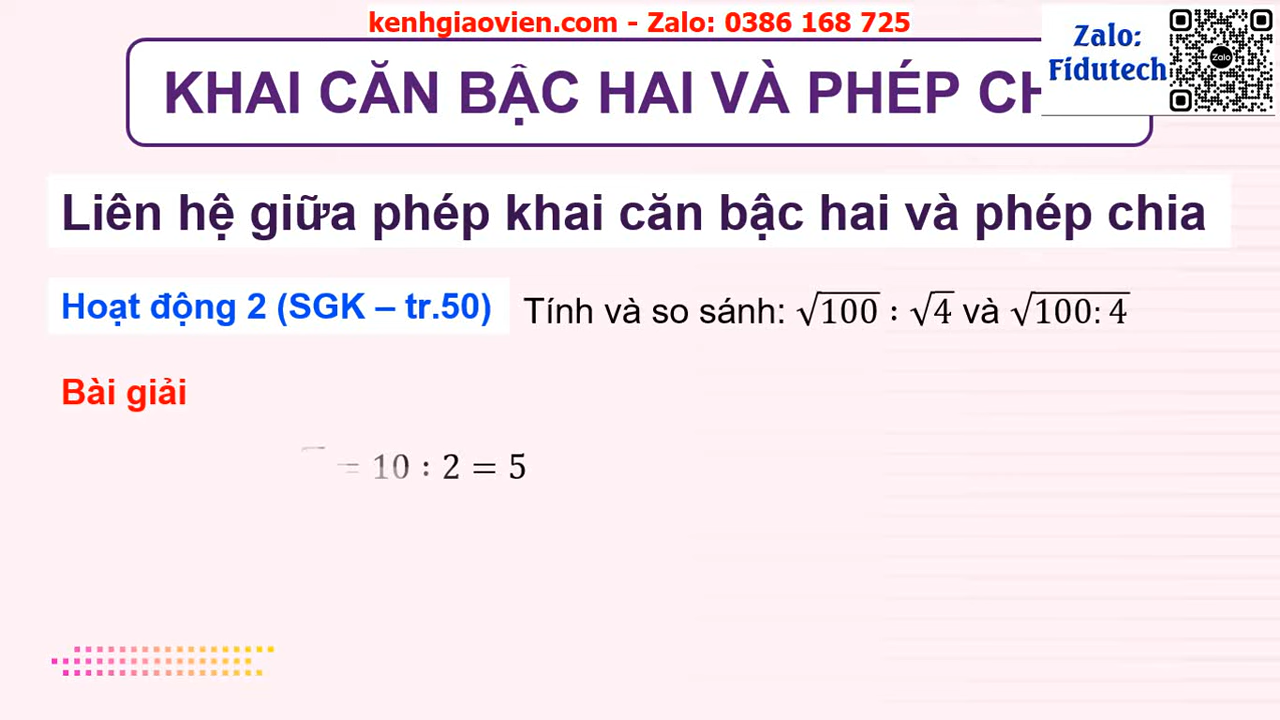 kenhgiaovien.com - Zalo: 0386 168 725
Zalo:
Fidutech
Zalo
KHAI CĂN BẬC HAI VÀ PHÉP
Liên hệ giữa phép khai căn bậc hai và phép chia
Hoạt động 2 (SGK – tr.50) Tính và so sánh: √100 : √4 và √100:4
Bài giải
= 10 : 2 = 5